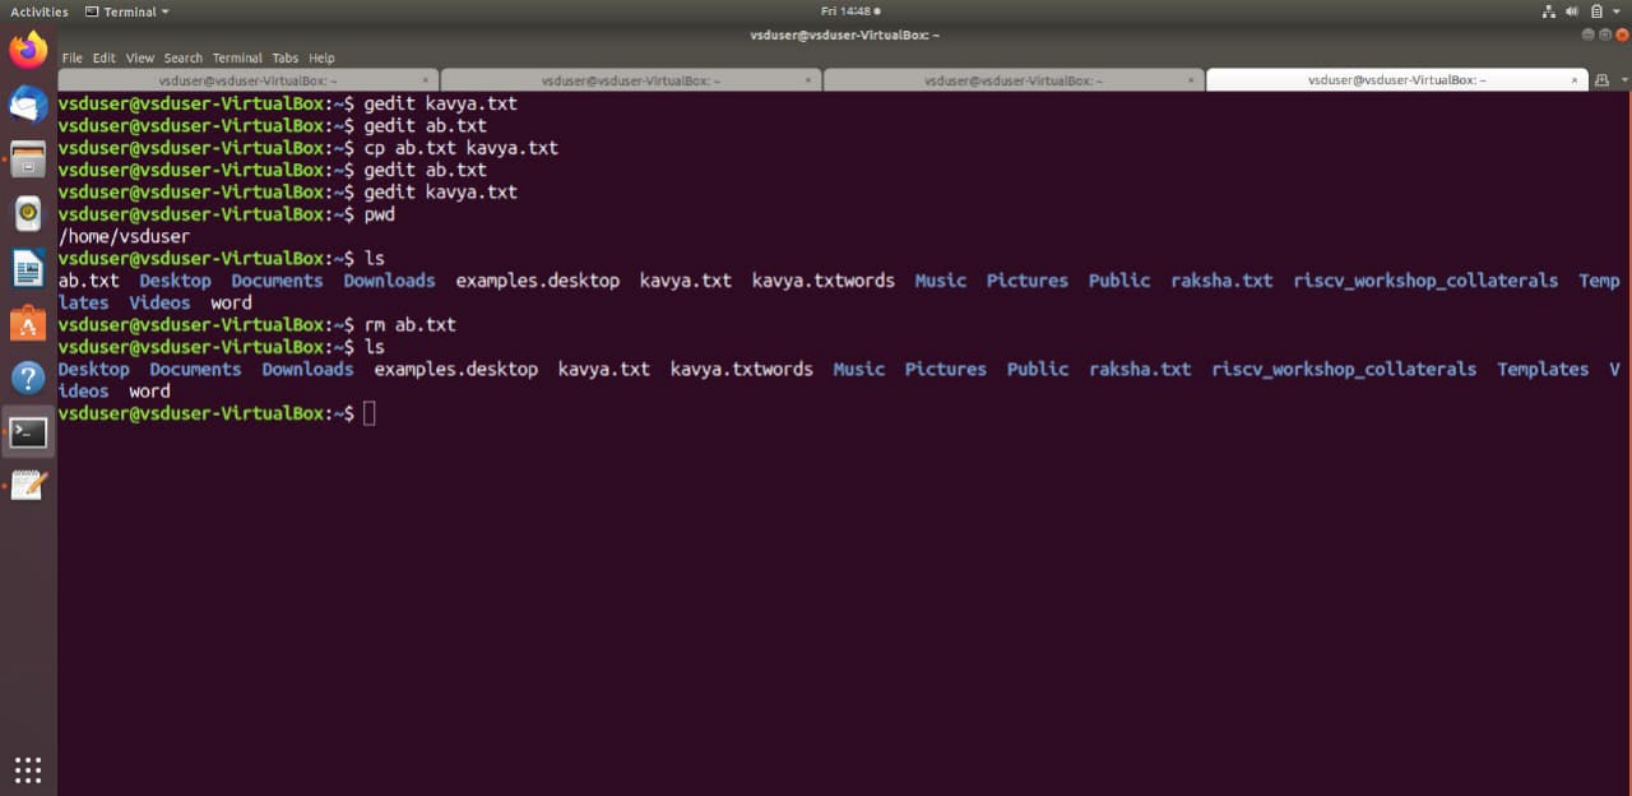 Activities Terminal Fri 14:48
vsduser@vsduser-VirtualBox: ~
File Edit View Search Terminal Tabs Help
vsduser@vsduser-VirtualBox: ~ vsduser@vsduser-VirtualBox: ~ vsduser@vsduser-VirtualBox: ~ vsduser@vsduser-VirtualBox: ~
vsduser@vsduser-VirtualBox:~$ gedit kavya.txt
vsduser@vsduser-VirtualBox:~$ gedit ab.txt
vsduser@vsduser-VirtualBox:~$ cp ab.txt kavya.txt
vsduser@vsduser-VirtualBox:~$ gedit ab.txt
vsduser@vsduser-VirtualBox:~$ gedit kavya.txt
vsduser@vsduser-VirtualBox:~$ pwd
/home/vsduser
vsduser@vsduser-VirtualBox:~$ ls
ab.txt Desktop Documents Downloads examples.desktop kavya.txt kavya.txtwords Music Pictures Public raksha.txt riscv_workshop_collaterals Temp
lates Videos word
vsduser@vsduser-VirtualBox:~$ rm ab.txt
vsduser@vsduser-VirtualBox:~$ ls
Desktop Documents Downloads examples.desktop kavya.txt kavya.txtwords Music Pictures Public raksha.txt riscv_workshop_collaterals Templates V
ideos word
vsduser@vsduser-VirtualBox:~$